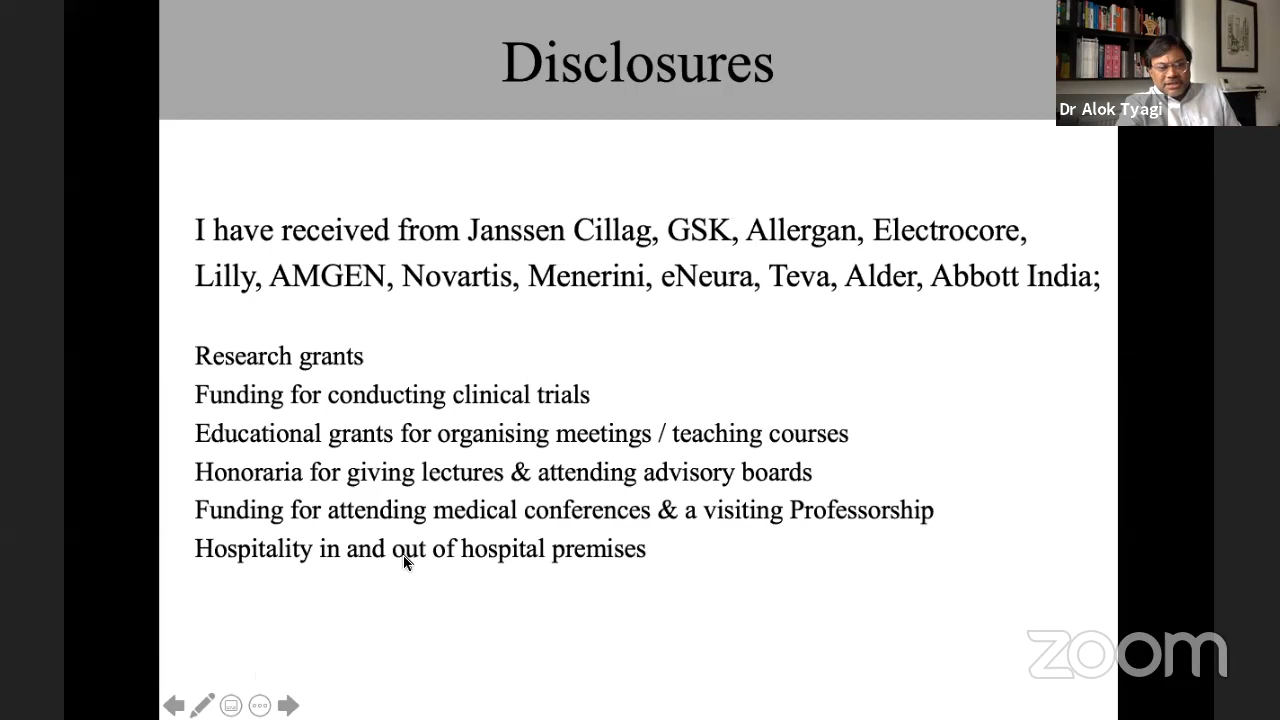 Disclosures
Dr Alok Tyagi
I have received from Janssen Cillag, GSK, Allergan, Electrocore,
Lilly, AMGEN, Novartis, Menerini, eNeura, Teva, Alder, Abbott India;
Research grants
Funding for conducting clinical trials
Educational grants for organising meetings / teaching courses
Honoraria for giving lectures & attending advisory boards
Funding for attending medical conferences & a visiting Professorship
Hospitality in and out of hospital premises
zoom